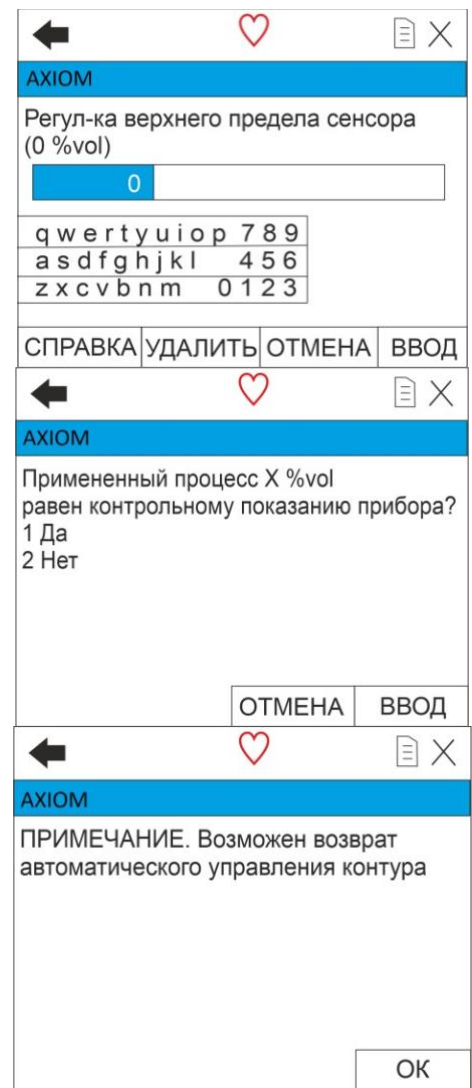 AXIOM
Регул-ка верхнего предела сенсора
(0 %vol)
0
q w e r t y u i o p 7 8 9
a s d f g h j k l 4 5 6
z x c v b n m 0 1 2 3
СПРАВКА УДАЛИТЬ ОТМЕНА ВВОД
AXIOM
Примененный процесс X %vol
равен контрольному показанию прибора?
1 Да
2 Нет
ОТМЕНА ВВОД
AXIOM
ПРИМЕЧАНИЕ. Возможен возврат
автоматического управления контура
ОК